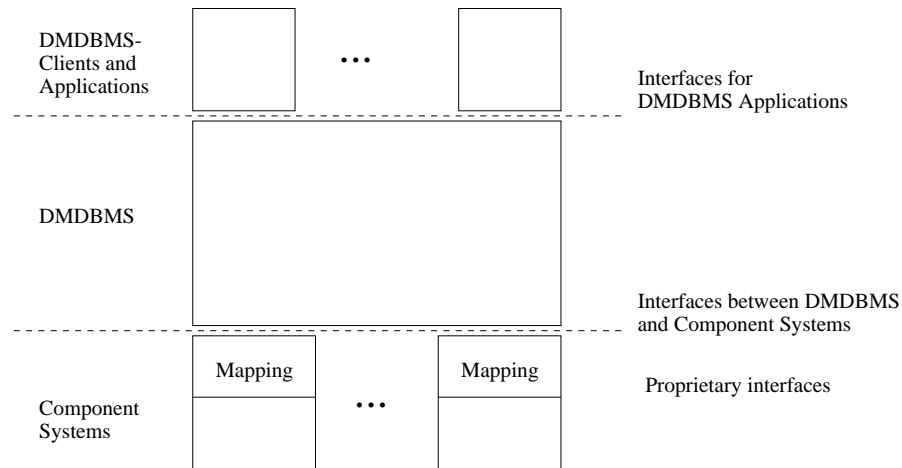 DMDBMS-
Clients and
Applications
...
Interfaces for
DMDBMS Applications
DMDBMS
Interfaces between DMDBMS
and Component Systems
Mapping
Mapping
Proprietary interfaces
...
Component
Systems